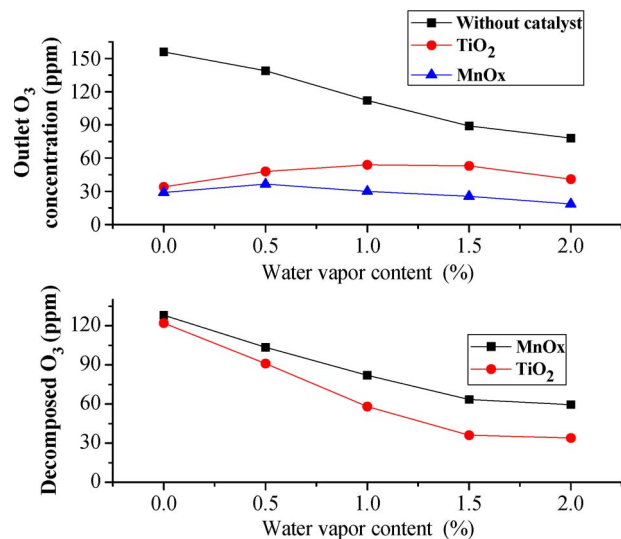 Outlet O3
concentration (ppm)
150
120
90
60
30
0
Without catalyst
TiO2
MnOx
0.0 0.5 1.0 1.5 2.0
Water vapor content (%)
Decomposed O3 (ppm)
120
90
60
30
0
MnOx
TiO2
0.0 0.5 1.0 1.5 2.0
Water vapor content (%)